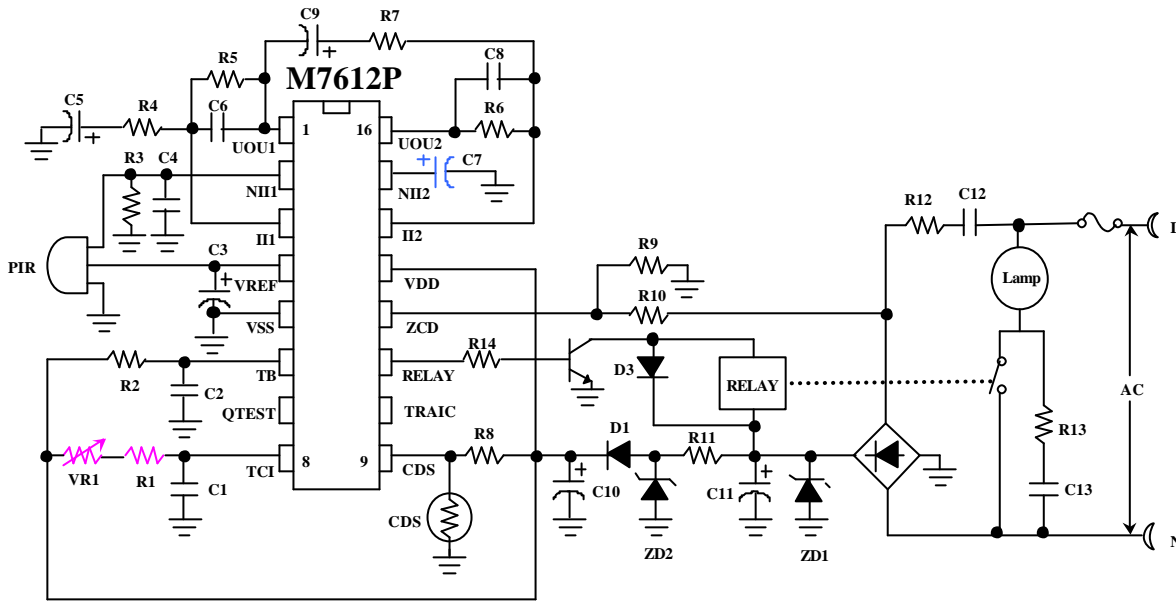 C9
R7
R5
C8
M7612P
C5
R4
C6
R6
1
16
UOU1
UOU2
R3
C4
C7
NII1
NII2
R12
C12
II1
II2
C3
R9
PIR
VREF
VDD
Lamp
R10
VSS
ZCD
R14
R2
TB
RELAY
D3
RELAY
AC
C2
QTEST
TRAIC
D1
R11
R13
R8
VR1
R1
TCI
8
9
CDS
C1
C10
C11
C13
CDS
ZD2
ZD1